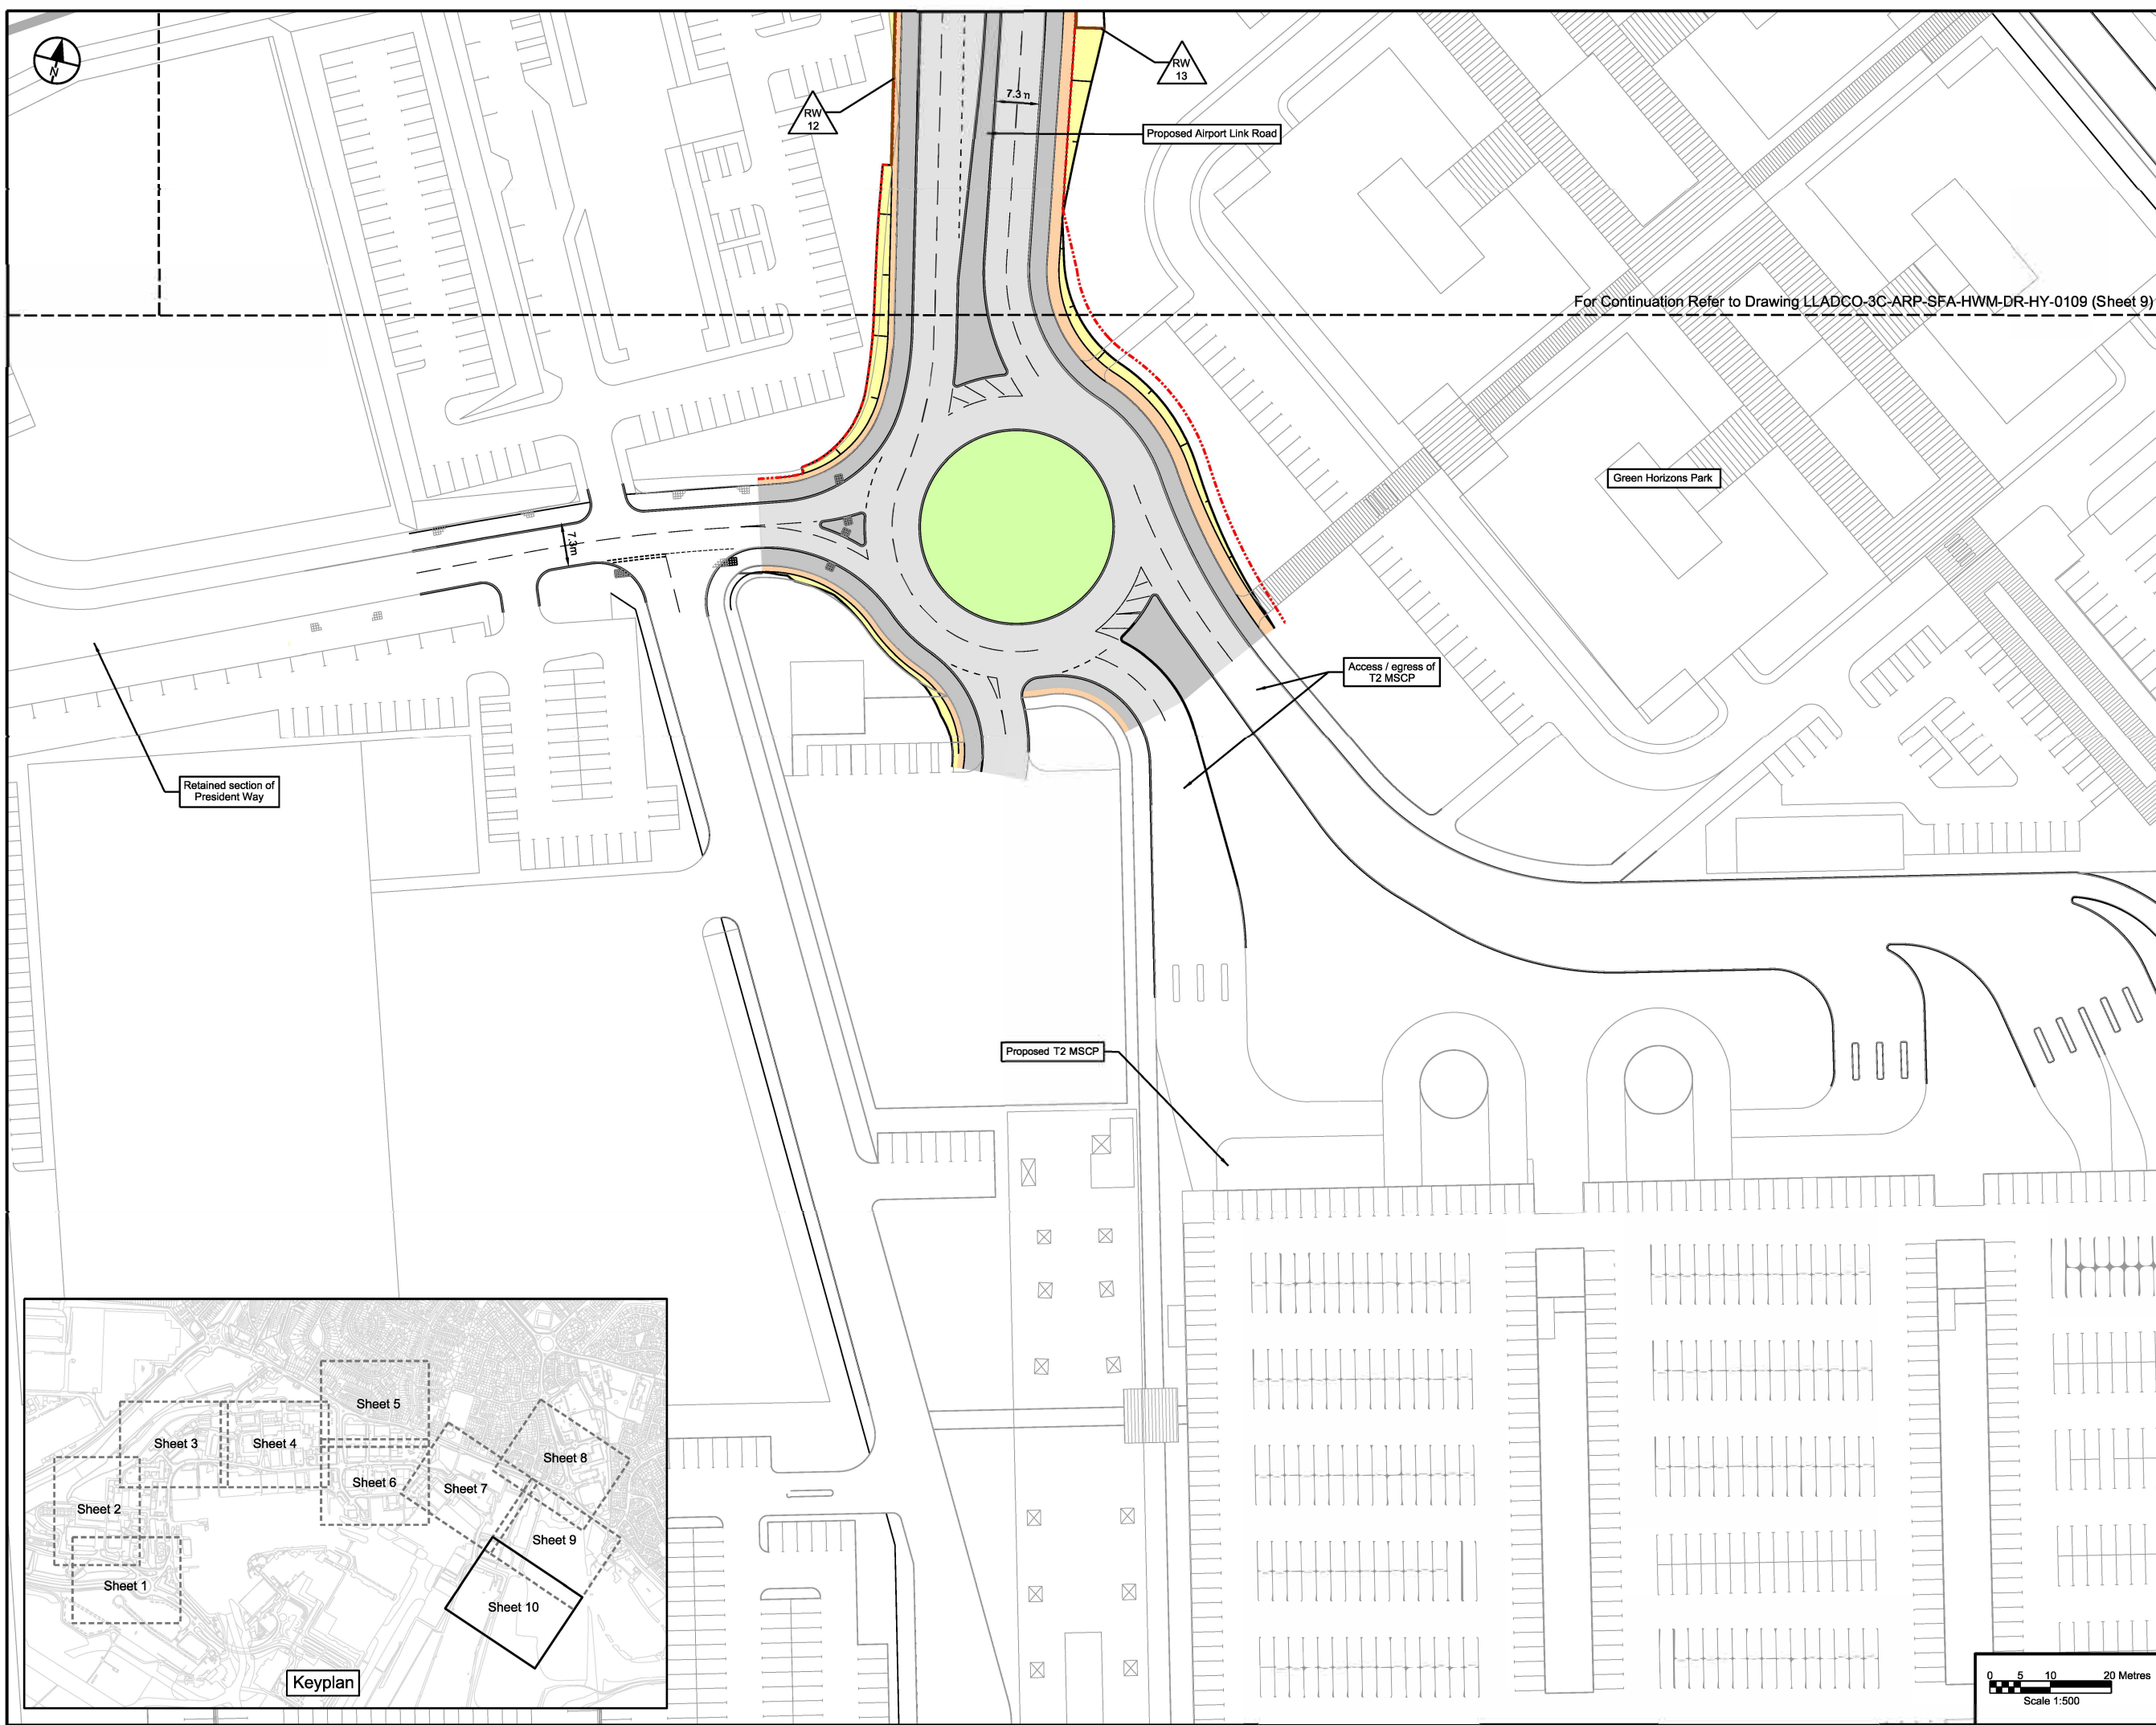 N
RW
13
RW
12
7.3m
Proposed Airport Link Road
For Continuation Refer to Drawing LLADCO-3C-ARP-SFA-HWM-DR-HY-0109 (Sheet 9)
Green Horizons Park
7.3m
Access / egress of
T2 MSCP
Retained section of
President Way
Proposed T2 MSCP
Sheet 5
Sheet 3
Sheet 4
Sheet 8
Sheet 6
Sheet 7
Sheet 2
Sheet 9
Sheet 1
Sheet 10
Keyplan
0 5 10 20 Metres
Scale 1:500